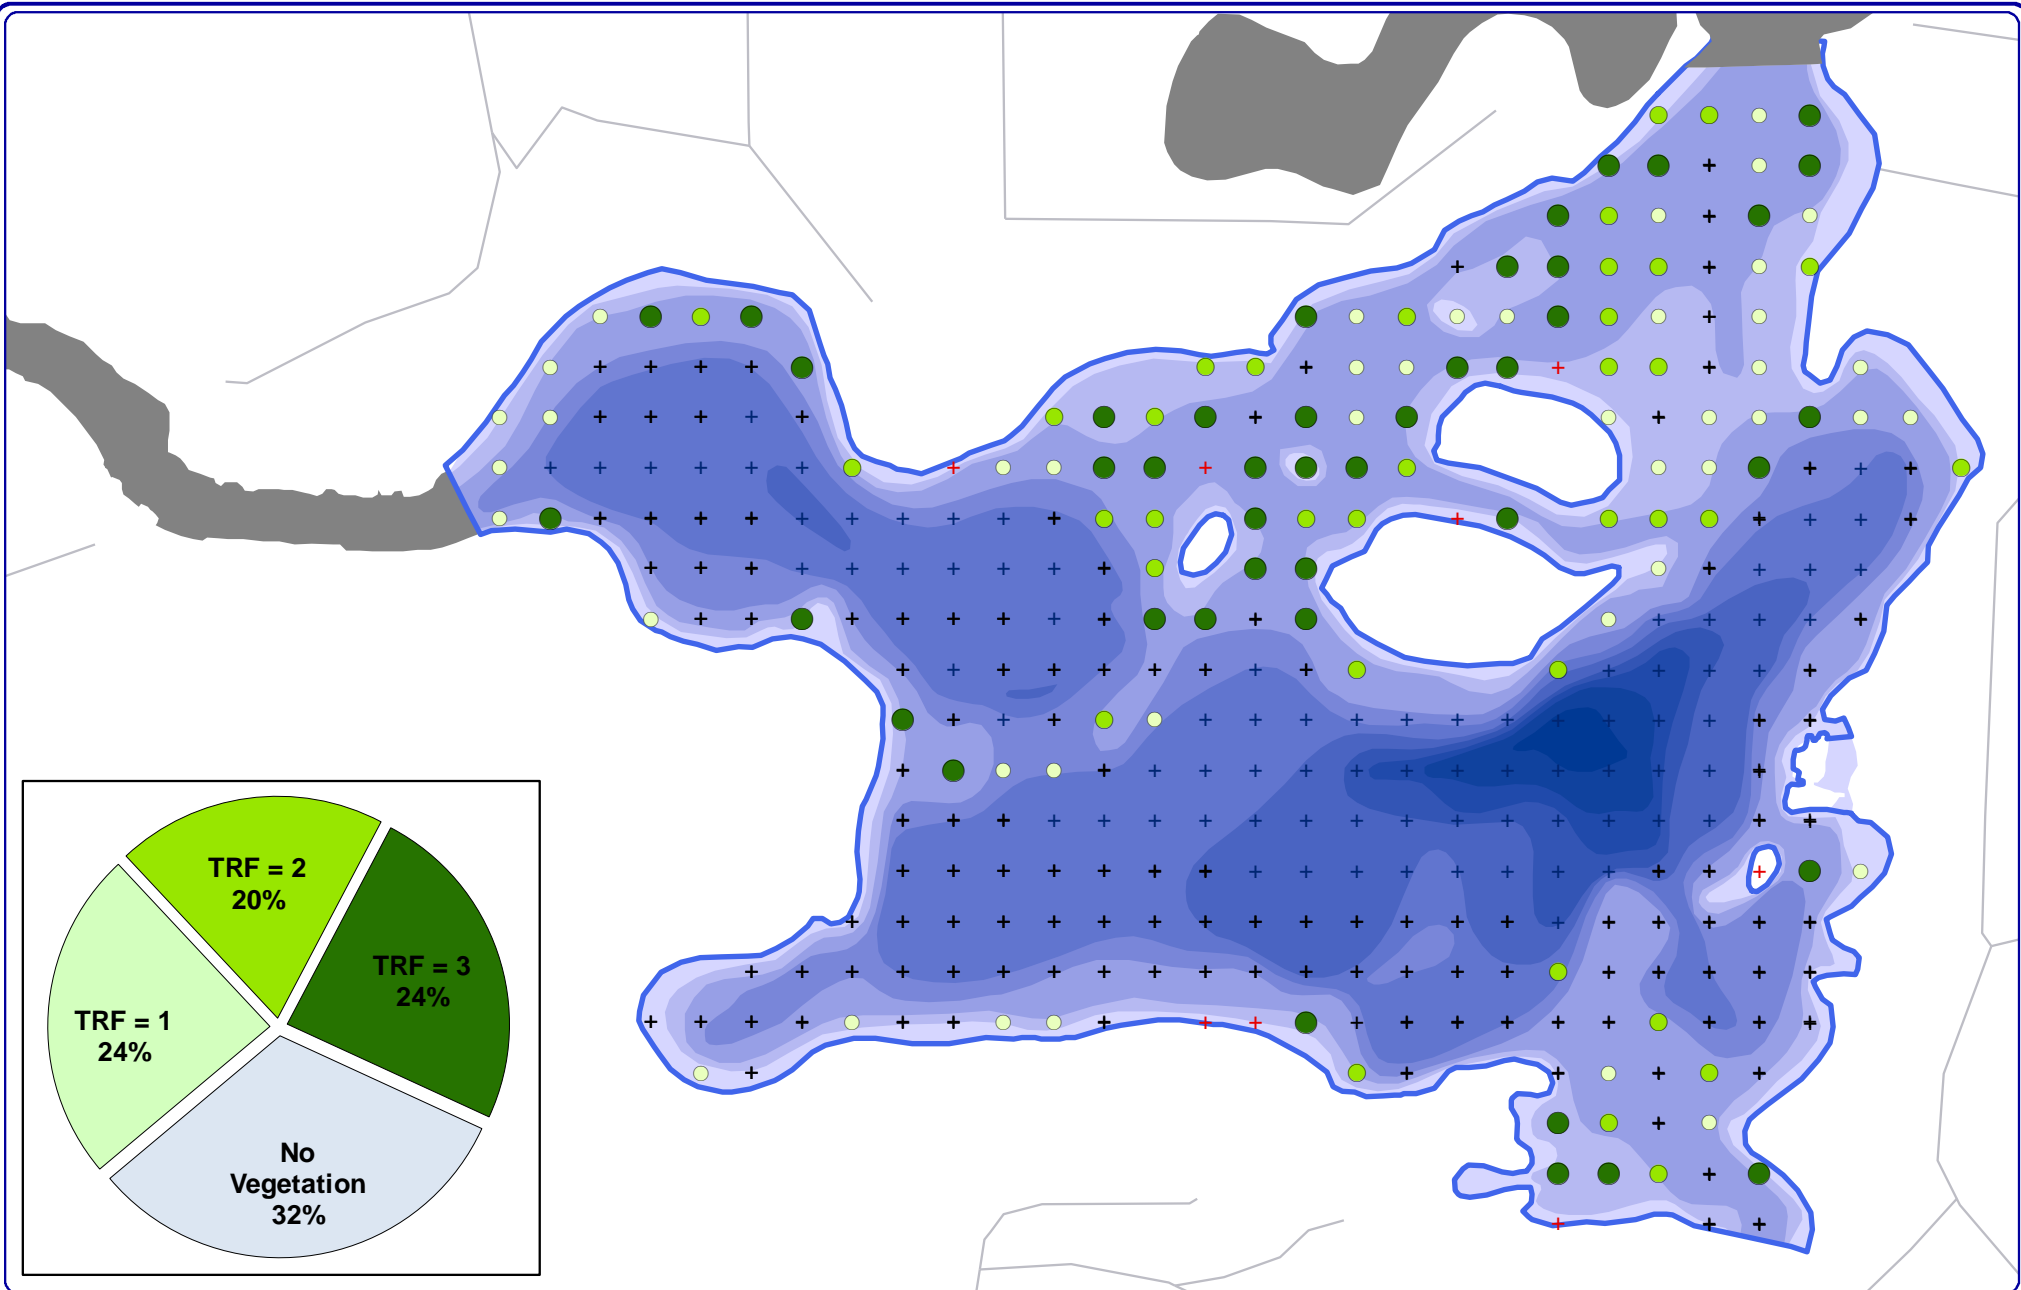 TRF = 2
20%
TRF = 3
24%
TRF = 1
24%
No
Vegetation
32%